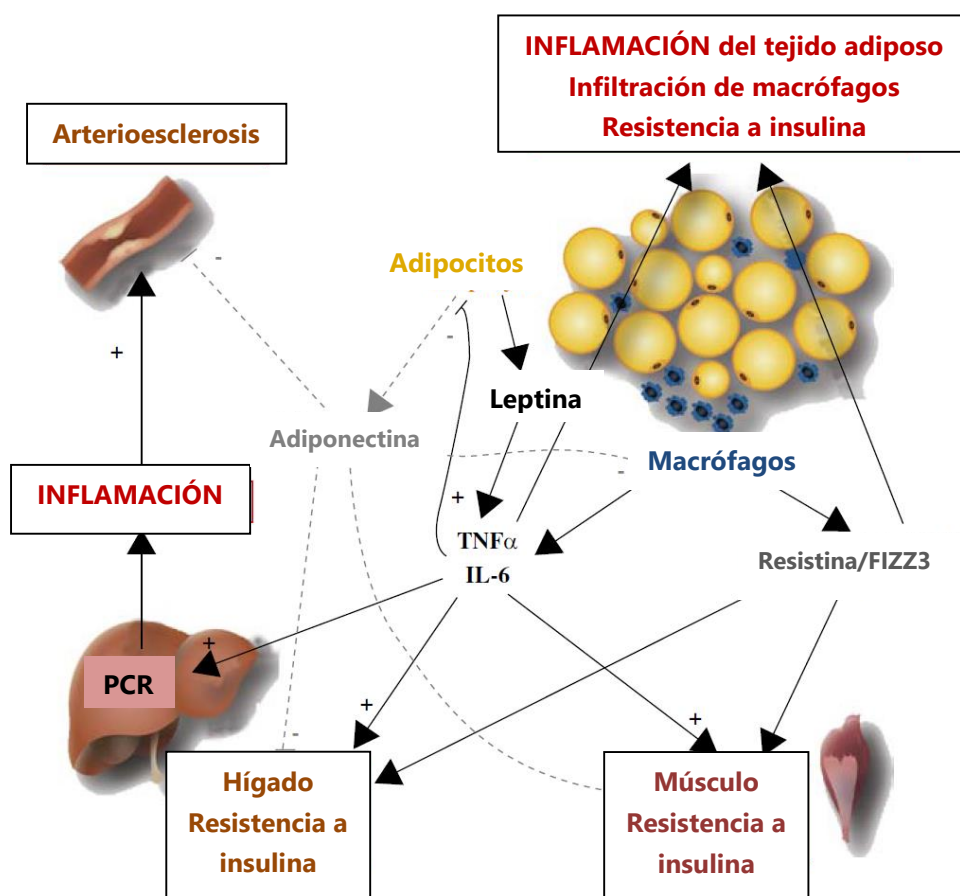 INFLAMACIÓN del tejido adiposo
Infiltración de macrófagos
Resistencia a insulina
Arterioesclerosis
-
Adipocitos
-
+
Leptina
Adiponectina
Macrófagos
-
INFLAMACIÓN
+
TNFα
IL-6
Resistina/FIZZ3
+
PCR
+
+
-
Hígado
Resistencia a
insulina
Músculo
Resistencia a
insulina